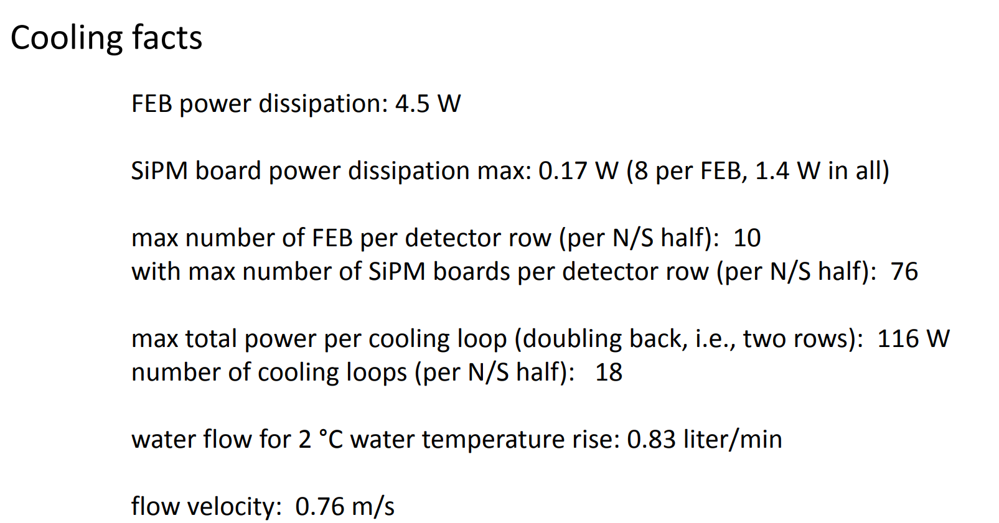 Cooling facts
FEB power dissipation: 4.5 W
SiPM board power dissipation max: 0.17 W (8 per FEB, 1.4 W in all)
max number of FEB per detector row (per N/S half):  10
with max number of SiPM boards per detector row (per N/S half):  76
max total power per cooling loop (doubling back, i.e., two rows):  116 W
number of cooling loops (per N/S half):   18
water flow for 2 °C water temperature rise: 0.83 liter/min
flow velocity:  0.76 m/s